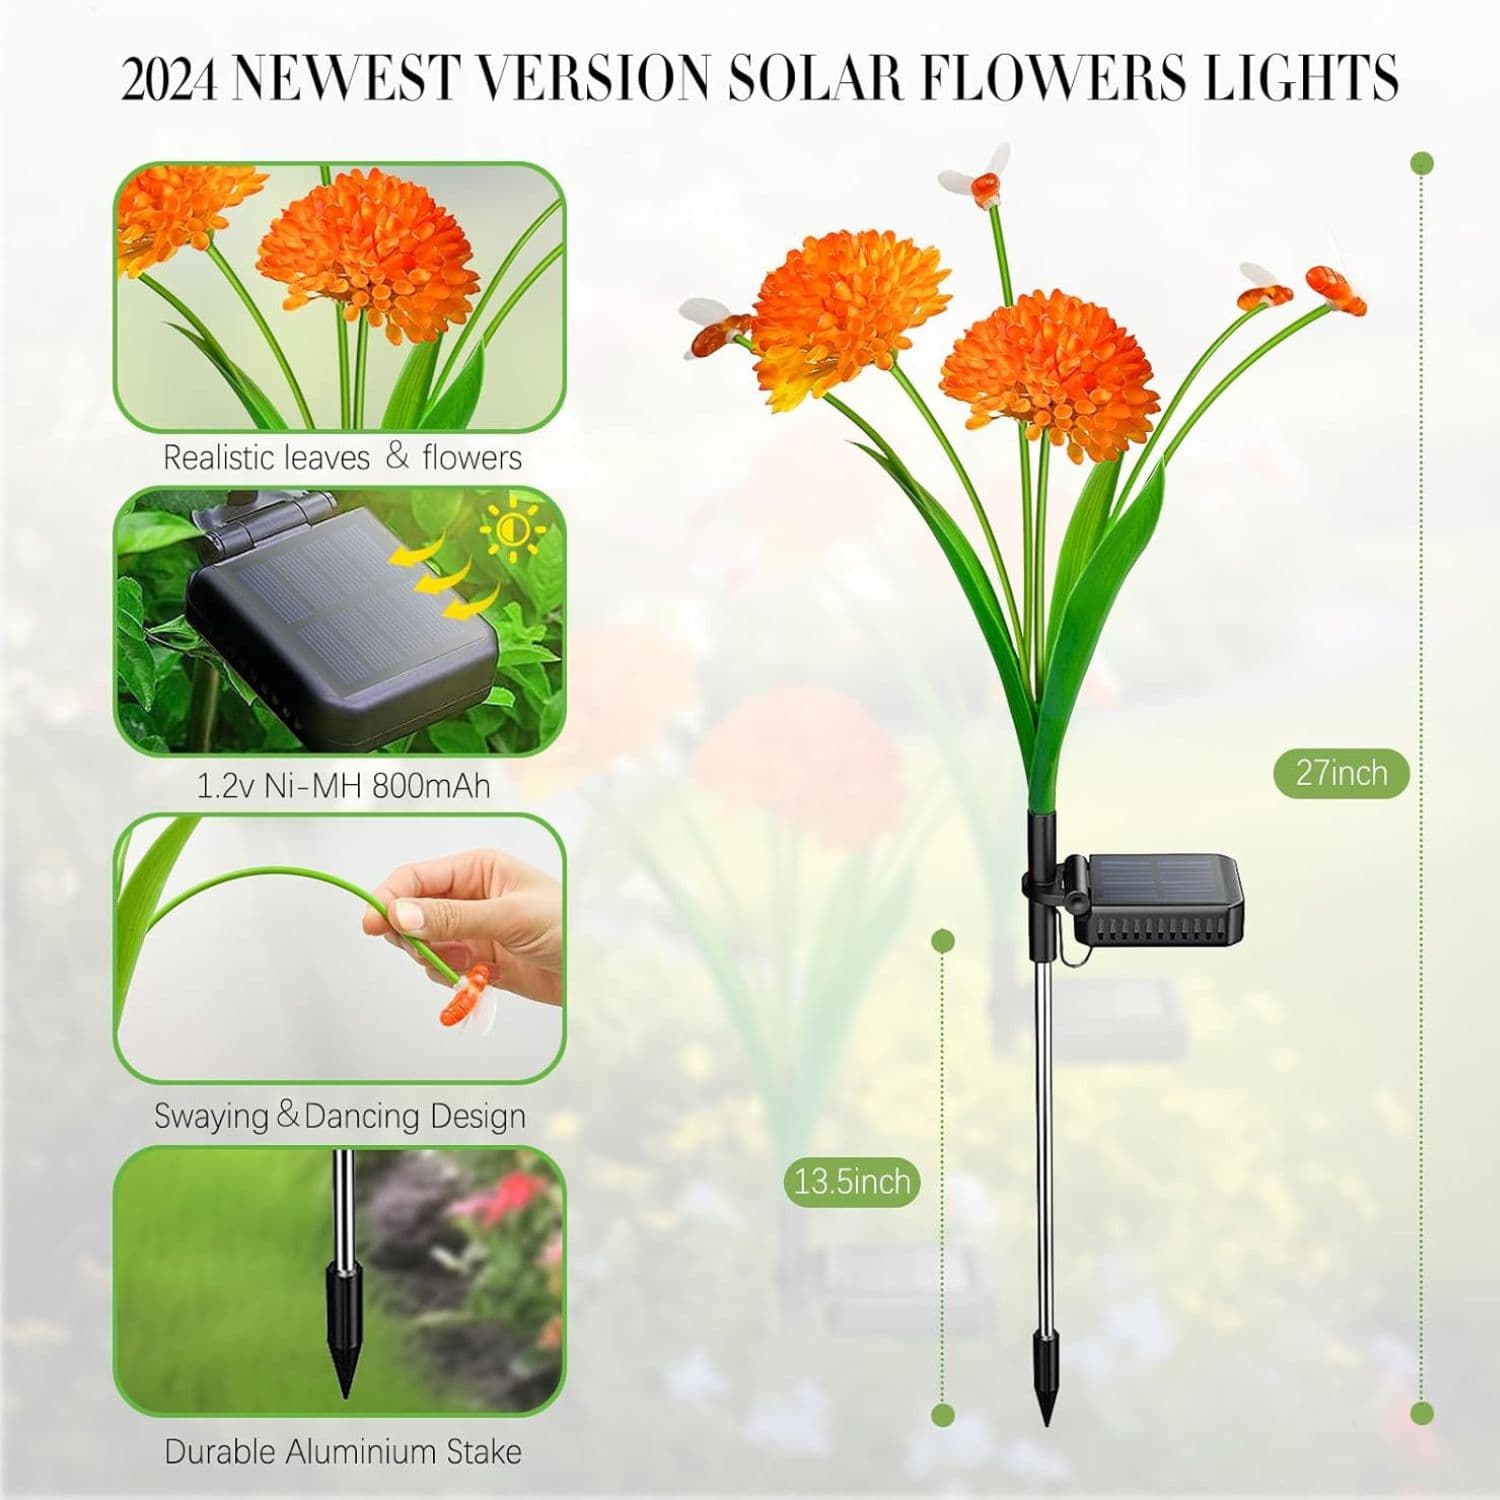 2024 NEWEST VERSION SOLAR FLOWERS LIGHTS
Realistic leaves & flowers
1.2v Ni-MH 800mAh
Swaying & Dancing Design
Durable Aluminium Stake
27inch
13.5inch